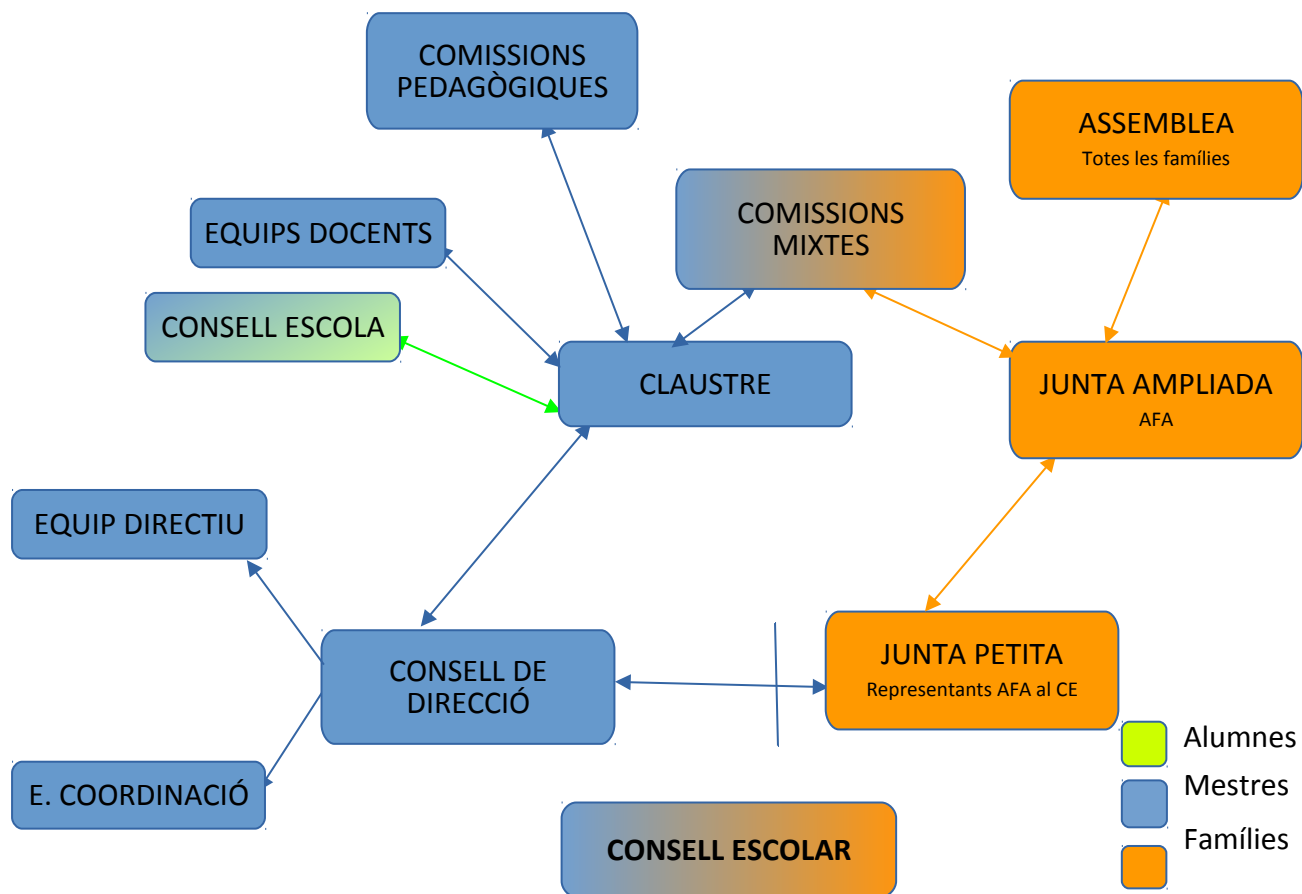 COMISSIONS
PEDAGÒGIQUES
ASSEMBLEA
Totes les famílies
EQUIPS DOCENTS
COMISSIONS
MIXTES
CONSELL ESCOLA
CLAUSTRE
JUNTA AMPLIADA
AFA
EQUIP DIRECTIU
CONSELL DE
DIRECCIÓ
JUNTA PETITA
Representants AFA al CE
E. COORDINACIÓ
CONSELL ESCOLAR
Alumnes
Mestres
Famílies